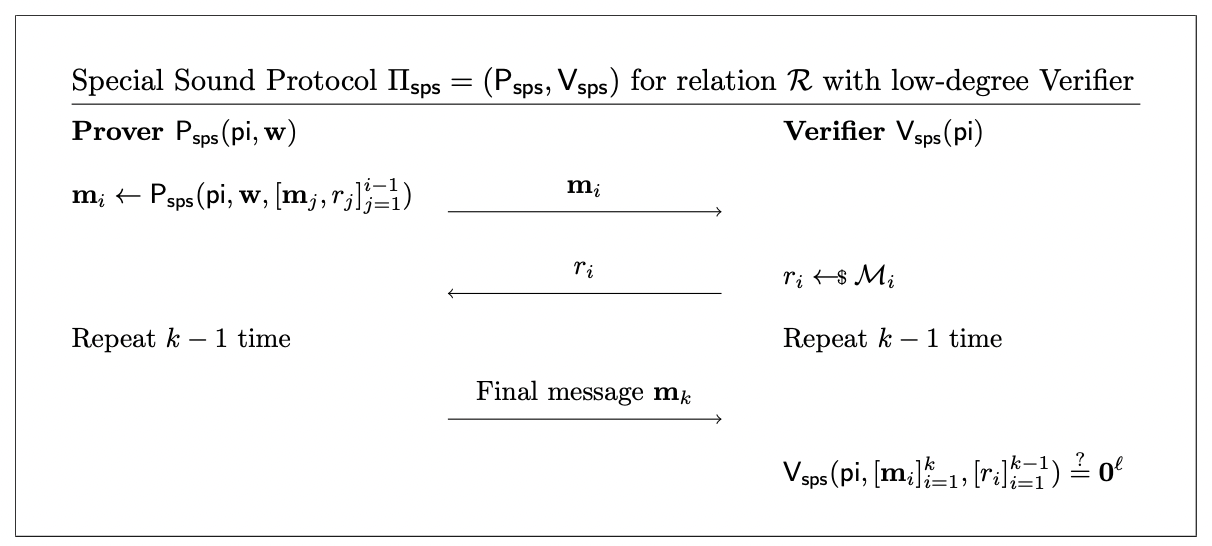 Special Sound Protocol Π_sps = (P_sps, V_sps) for relation ℛ with low-degree Verifier
Prover P_sps(pi, w) Verifier V_sps(pi)
m_i ← P_sps(pi, w, [m_j, r_j]_{j=1}^{i−1}) m_i
r_i r_i ←$ ℳ_i
Repeat k − 1 time Repeat k − 1 time
Final message m_k
V_sps(pi, [m_i]_{i=1}^{k}, [r_i]_{i=1}^{k−1}) ≟ 0^ℓ